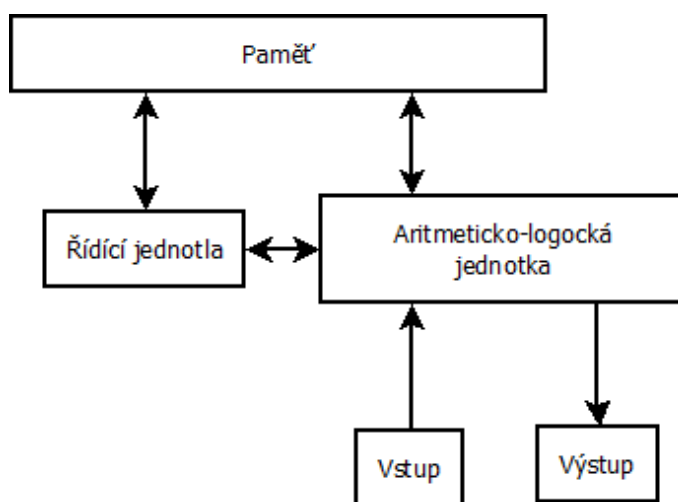 Paměť
Řídící jednotla
Aritmeticko-logocká
jednotka
Vstup
Výstup